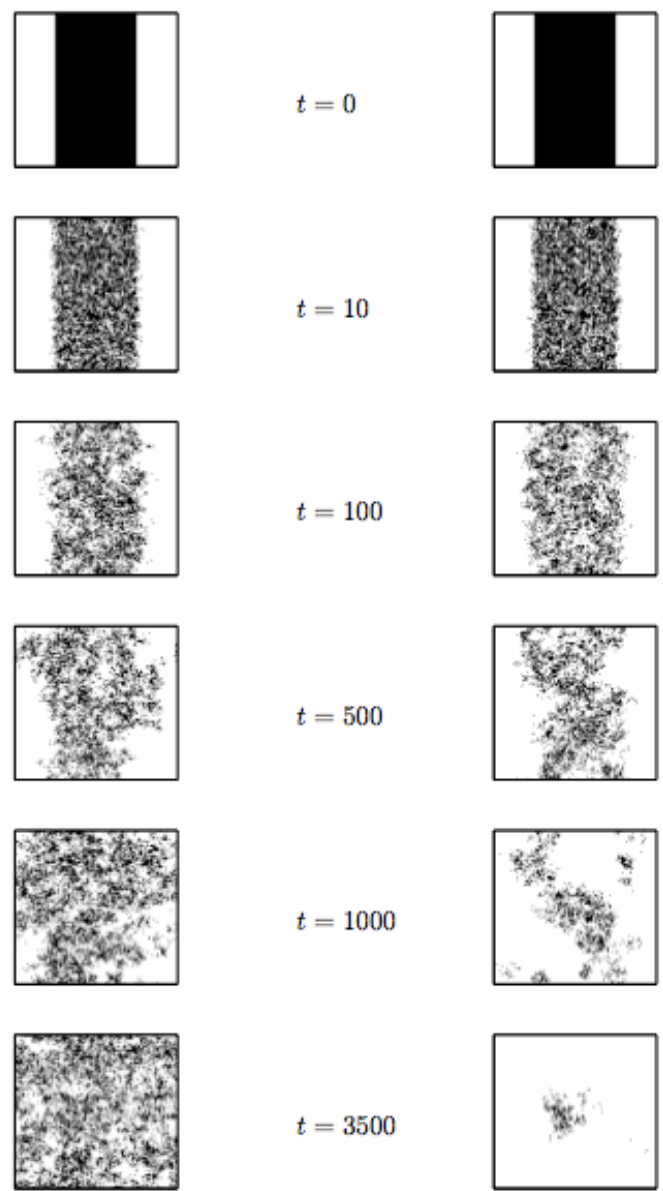 t = 0
t = 10
t = 100
t = 500
t = 1000
t = 3500